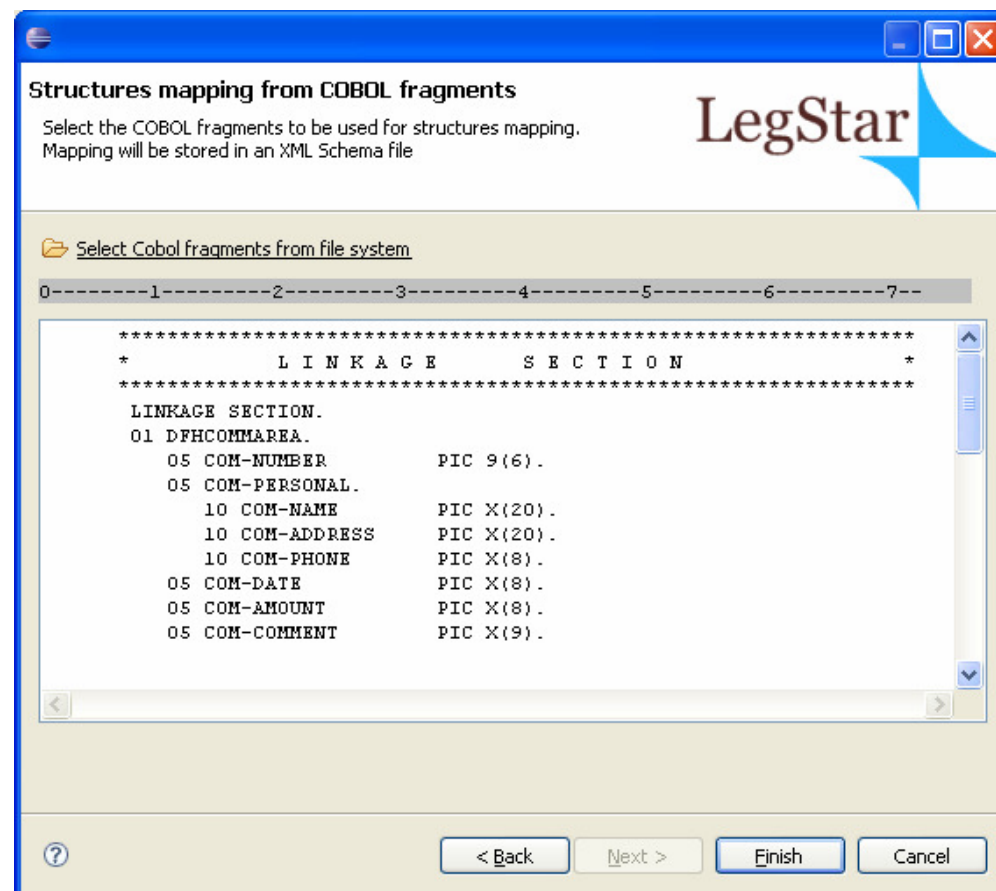 Structures mapping from COBOL fragments
Select the COBOL fragments to be used for structures mapping.
Mapping will be stored in an XML Schema file
LegStar
Select Cobol fragments from file system
0--------1---------2---------3---------4---------5---------6---------7--
*****************************************************************
*            L I N K A G E       S E C T I O N                  *
*****************************************************************
LINKAGE SECTION.
01 DFHCOMMAREA.
05 COM-NUMBER         PIC 9(6).
05 COM-PERSONAL.
10 COM-NAME        PIC X(20).
10 COM-ADDRESS     PIC X(20).
10 COM-PHONE       PIC X(8).
05 COM-DATE           PIC X(8).
05 COM-AMOUNT         PIC X(8).
05 COM-COMMENT        PIC X(9).
? < Back Next > Finish Cancel